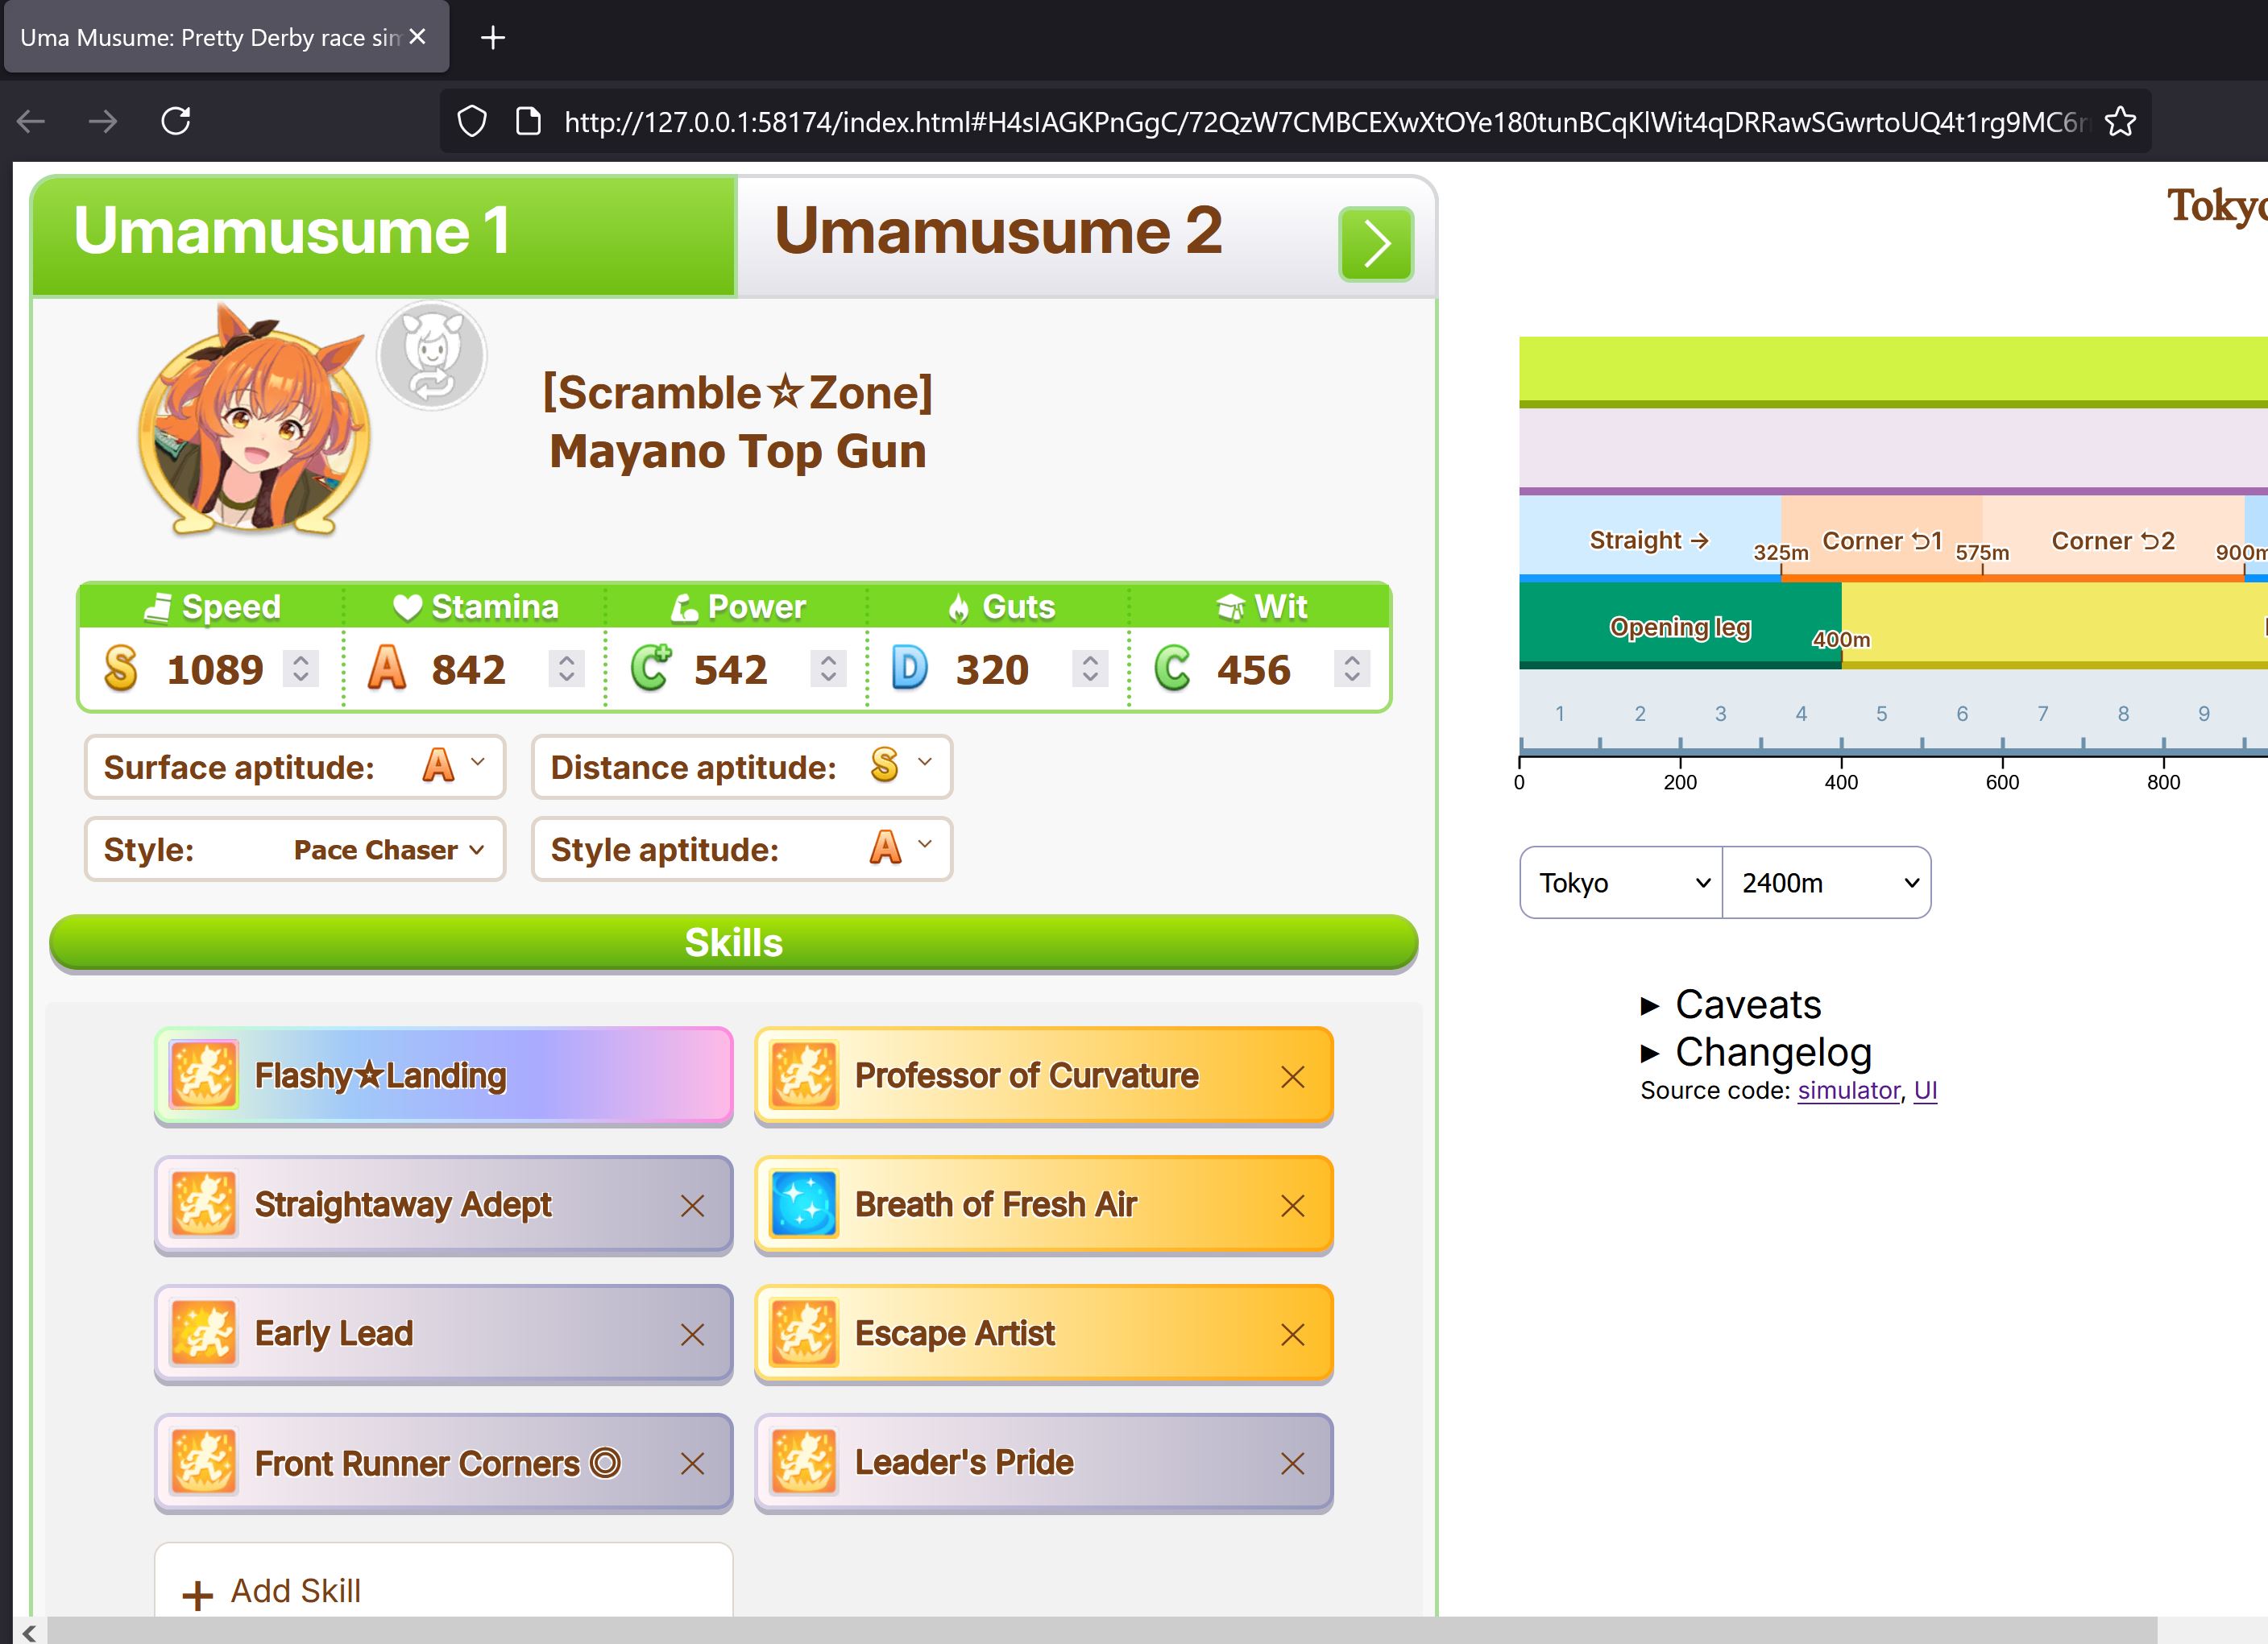 Uma Musume: Pretty Derby race sim
http://127.0.0.1:58174/index.html#H4sIAGKPnGgC/72QzW7CMBCEXwXtOYe180tunBCqKlWit4qDRRawSGwrtoUQ4t1rg9MC6r
Umamusume 1
Umamusume 2
[Scramble☆Zone]
Mayano Top Gun
Speed Stamina Power Guts Wit
S 1089 A 842 C+ 542 D 320 C 456
Surface aptitude: A Distance aptitude: S
Style: Pace Chaser Style aptitude: A
Skills
Flashy☆Landing
Professor of Curvature
Straightaway Adept
Breath of Fresh Air
Early Lead
Escape Artist
Front Runner Corners ◎
Leader's Pride
+ Add Skill
Tokyo
Straight → 325m Corner ⮌1 575m Corner ⮌2 900m
Opening leg 400m
1 2 3 4 5 6 7 8 9
0 200 400 600 800
Tokyo 2400m
▶ Caveats
▶ Changelog
Source code: simulator, UI